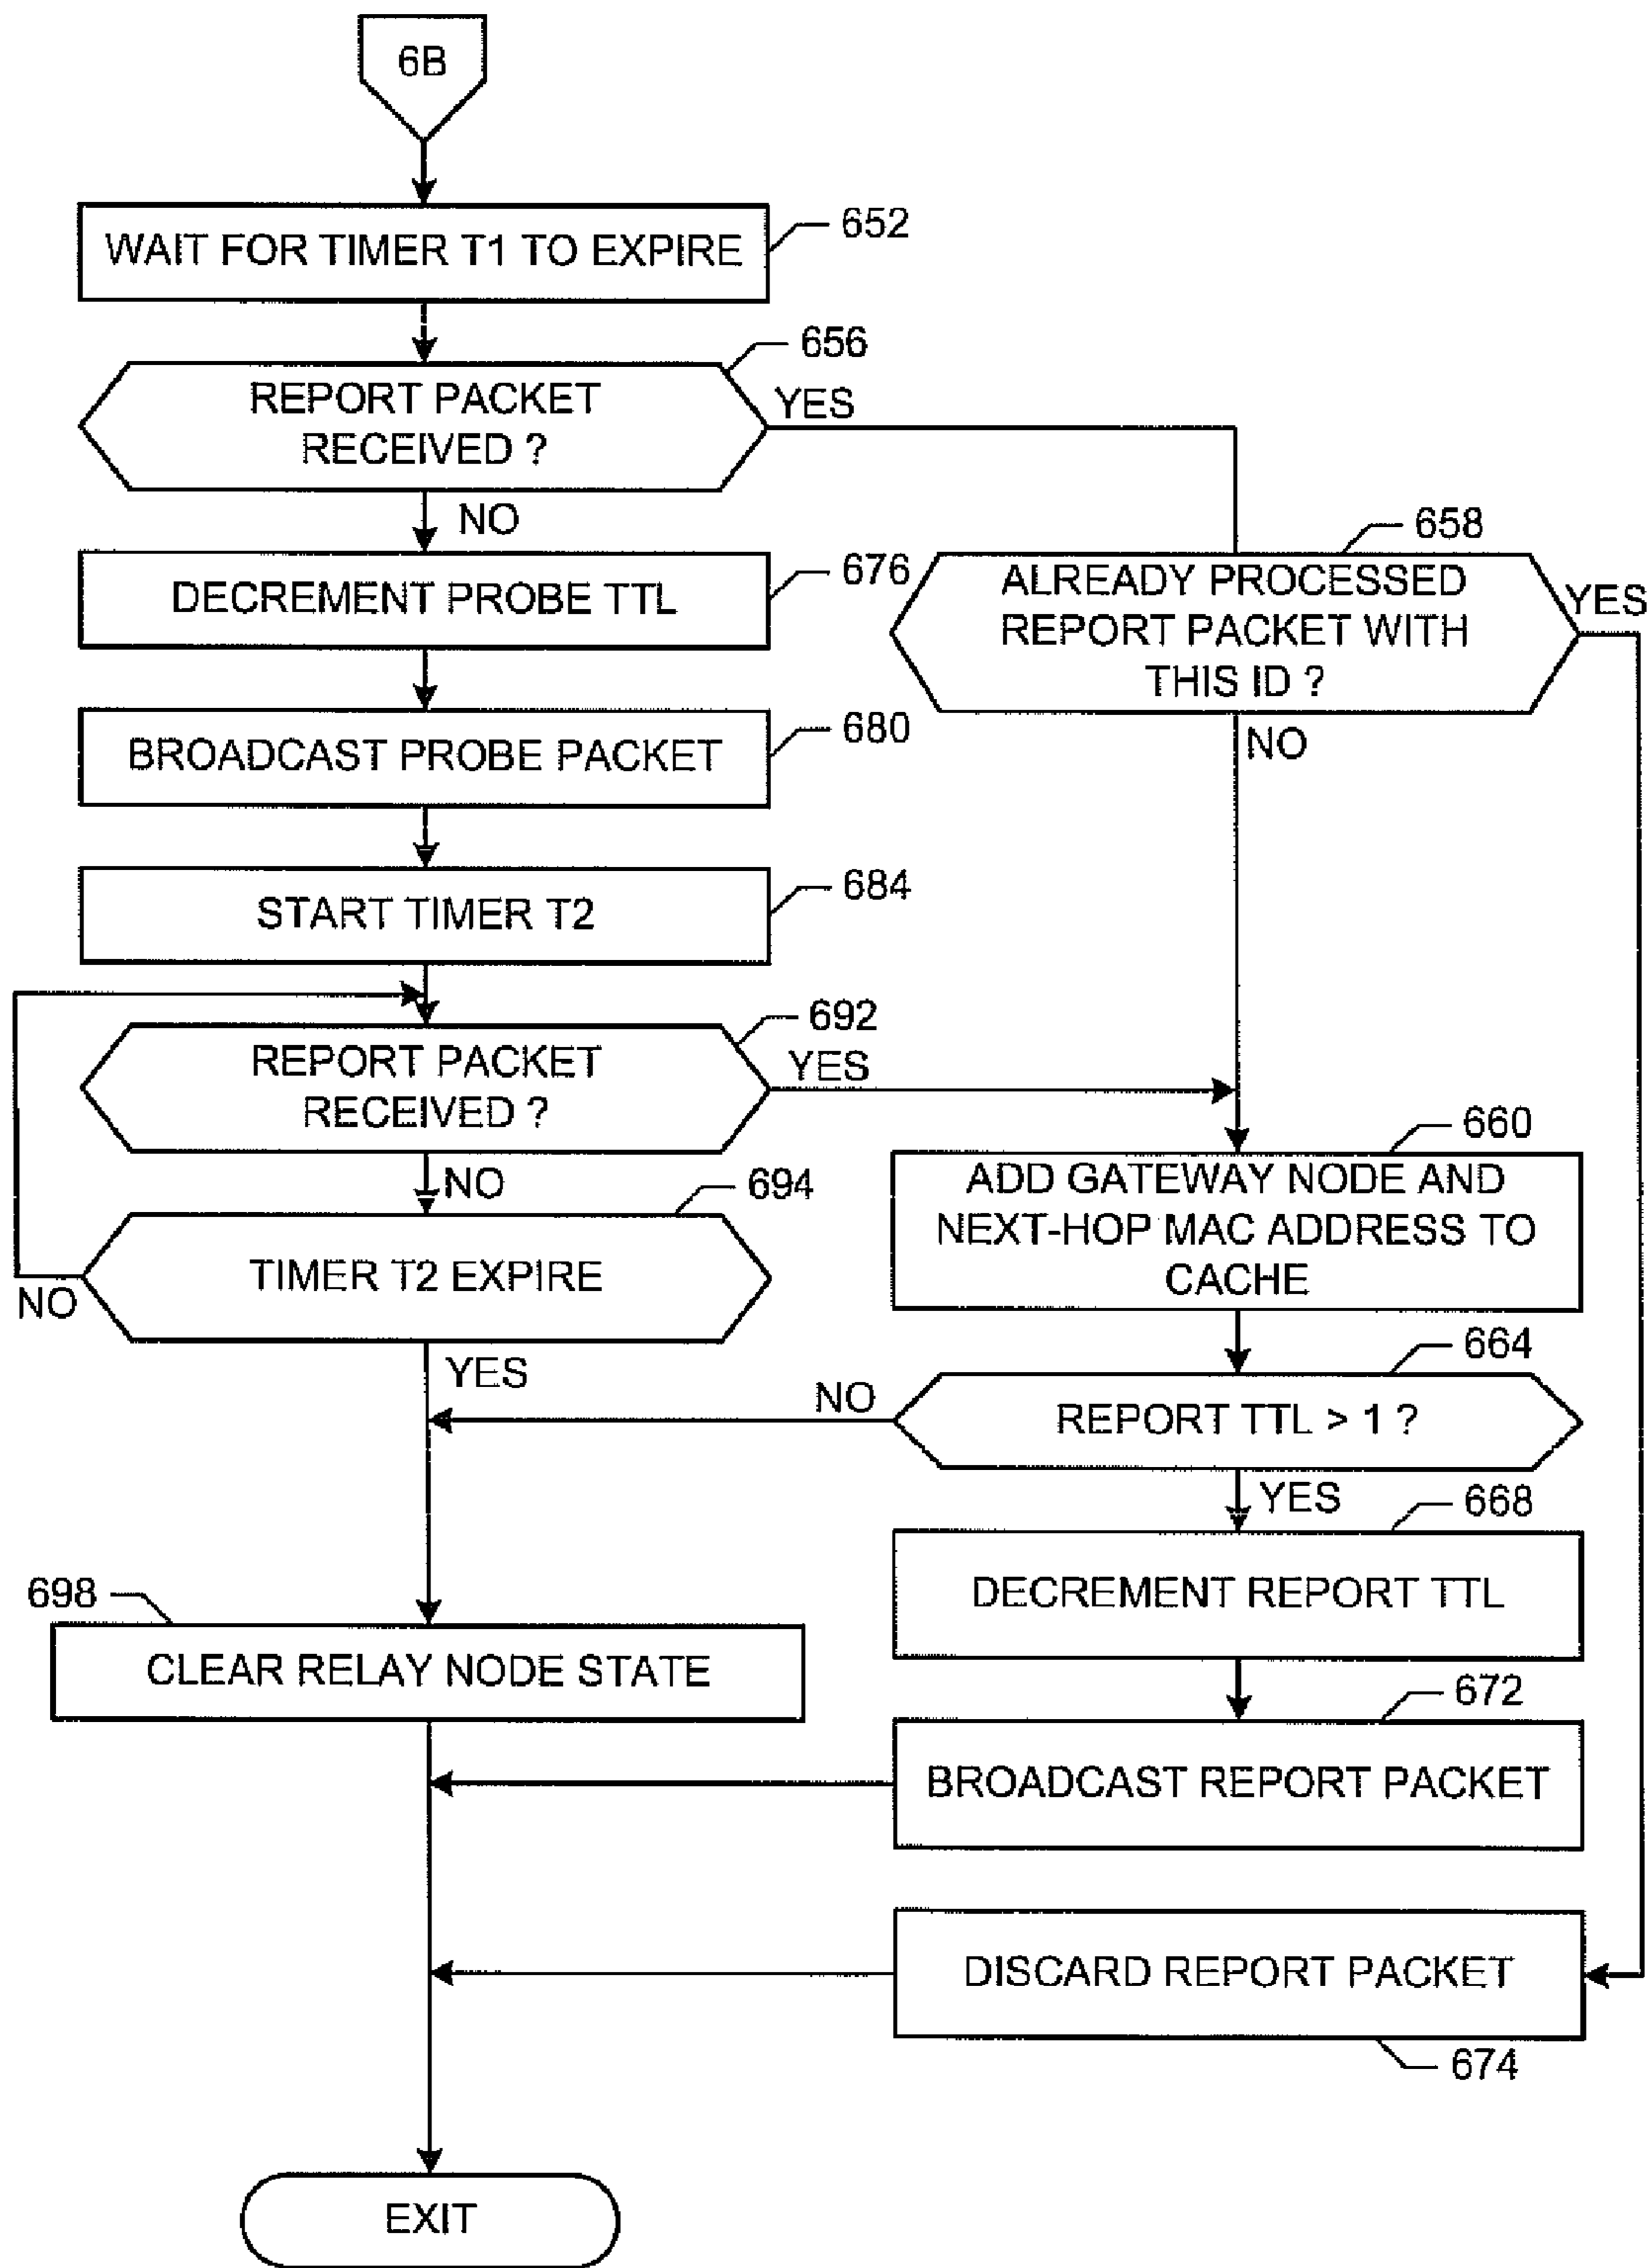 6B
WAIT FOR TIMER T1 TO EXPIRE
652
656
REPORT PACKET
RECEIVED ?
YES
NO
658
ALREADY PROCESSED
REPORT PACKET WITH
THIS ID ?
YES
NO
DECREMENT PROBE TTL
676
BROADCAST PROBE PACKET
680
START TIMER T2
684
692
REPORT PACKET
RECEIVED ?
YES
NO
694
TIMER T2 EXPIRE
NO
YES
660
ADD GATEWAY NODE AND
NEXT-HOP MAC ADDRESS TO
CACHE
664
REPORT TTL > 1 ?
NO
YES
668
DECREMENT REPORT TTL
698
CLEAR RELAY NODE STATE
672
BROADCAST REPORT PACKET
DISCARD REPORT PACKET
674
EXIT